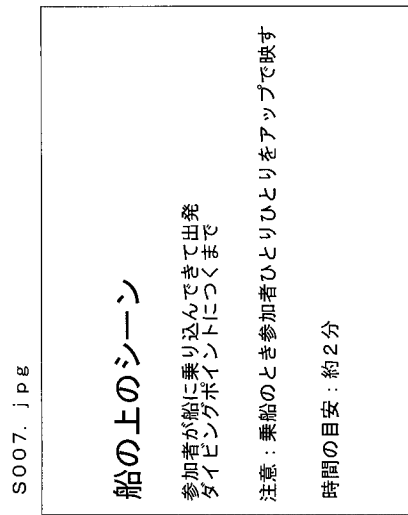 S007.jpg
船の上のシーン
参加者が船に乗り込んできて出発
ダイビングポイントにつくまで
注意：乗船のとき参加者ひとりひとりをアップで映す
時間の目安：約2分